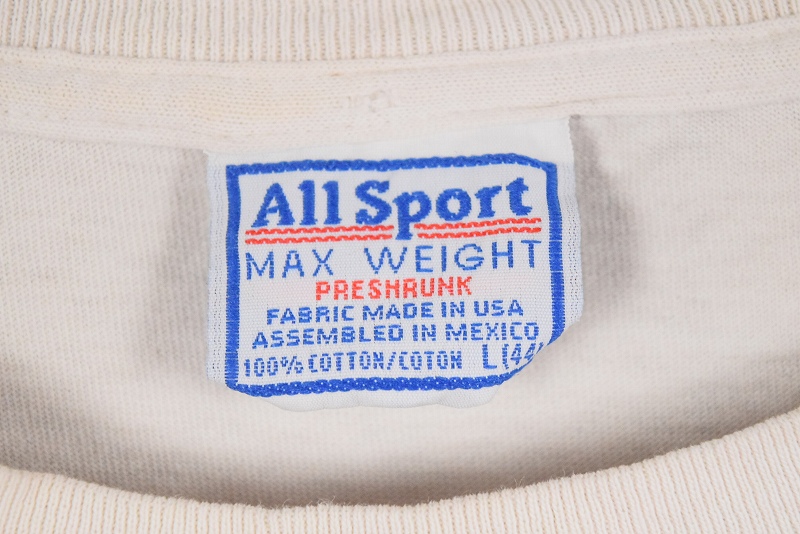 All Sport
MAX WEIGHT
PRESHRUNK
FABRIC MADE IN USA
ASSEMBLED IN MEXICO
100% COTTON/COTON L (44)